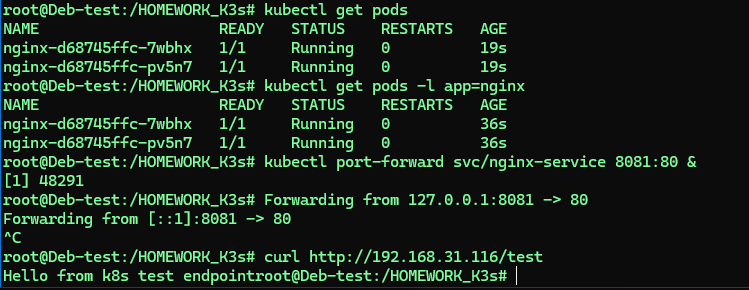 root@Deb-test:/HOMEWORK_K3s# kubectl get pods
NAME                    READY   STATUS    RESTARTS   AGE
nginx-d68745ffc-7wbhx   1/1     Running   0          19s
nginx-d68745ffc-pv5n7   1/1     Running   0          19s
root@Deb-test:/HOMEWORK_K3s# kubectl get pods -l app=nginx
NAME                    READY   STATUS    RESTARTS   AGE
nginx-d68745ffc-7wbhx   1/1     Running   0          36s
nginx-d68745ffc-pv5n7   1/1     Running   0          36s
root@Deb-test:/HOMEWORK_K3s# kubectl port-forward svc/nginx-service 8081:80 &
[1] 48291
root@Deb-test:/HOMEWORK_K3s# Forwarding from 127.0.0.1:8081 -> 80
Forwarding from [::1]:8081 -> 80
^C
root@Deb-test:/HOMEWORK_K3s# curl http://192.168.31.116/test
Hello from k8s test endpointroot@Deb-test:/HOMEWORK_K3s#